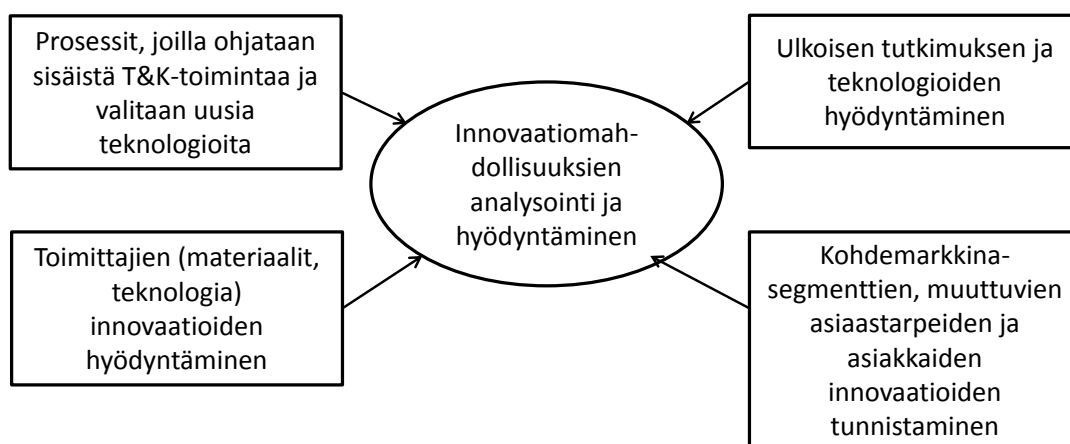 Prosessit, joilla ohjataan
sisäistä T&K-toimintaa ja
valitaan uusia
teknologioita
Ulkoisen tutkimuksen ja
teknologioiden
hyödyntäminen
Innovaatiomah-
dollisuuksien
analysointi ja
hyödyntäminen
Toimittajien (materiaalit,
teknologia)
innovaatioiden
hyödyntäminen
Kohdemarkkina-
segmenttien, muuttuvien
asiaastarpeiden ja
asiakkaiden
innovaatioiden
tunnistaminen